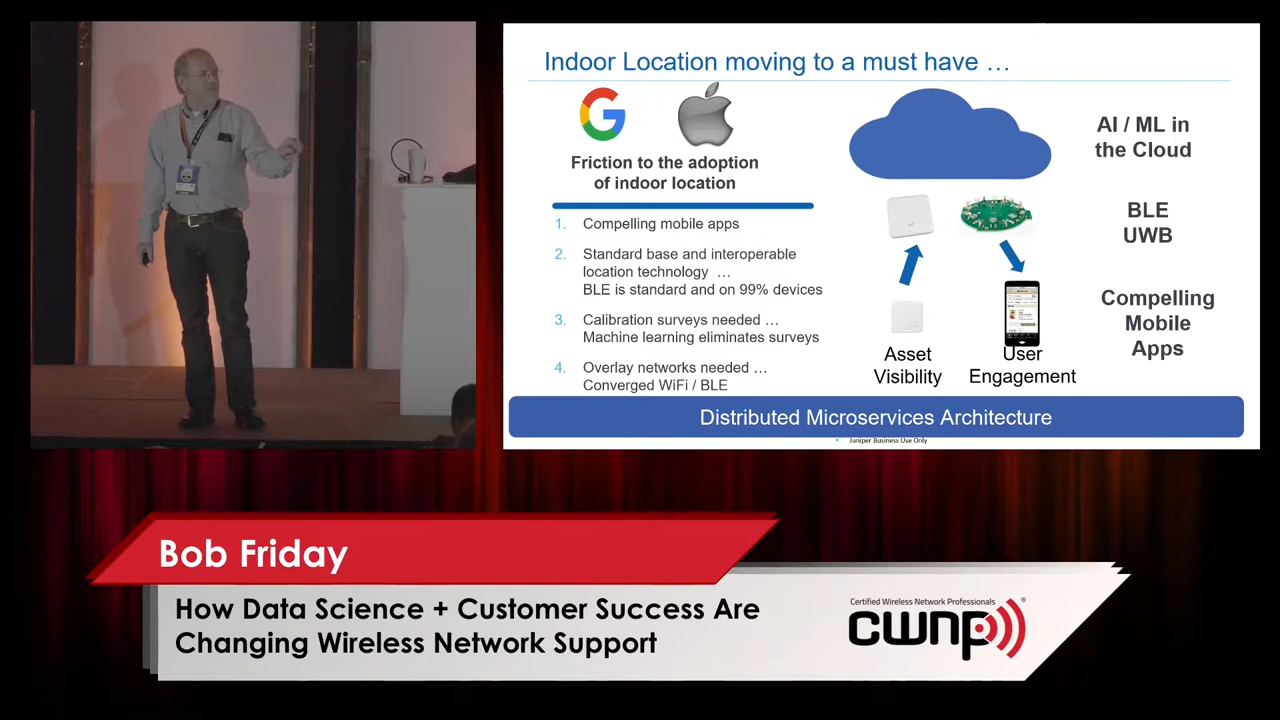 Indoor Location moving to a must have …
Friction to the adoption
of indoor location
1. Compelling mobile apps
2. Standard base and interoperable
location technology …
BLE is standard and on 99% devices
3. Calibration surveys needed …
Machine learning eliminates surveys
4. Overlay networks needed …
Converged WiFi / BLE
AI / ML in
the Cloud
BLE
UWB
Compelling
Mobile
Apps
Asset
Visibility
User
Engagement
Distributed Microservices Architecture
• Juniper Business Use Only
Bob Friday
How Data Science + Customer Success Are
Changing Wireless Network Support
Certified Wireless Network Professionals
cwnp